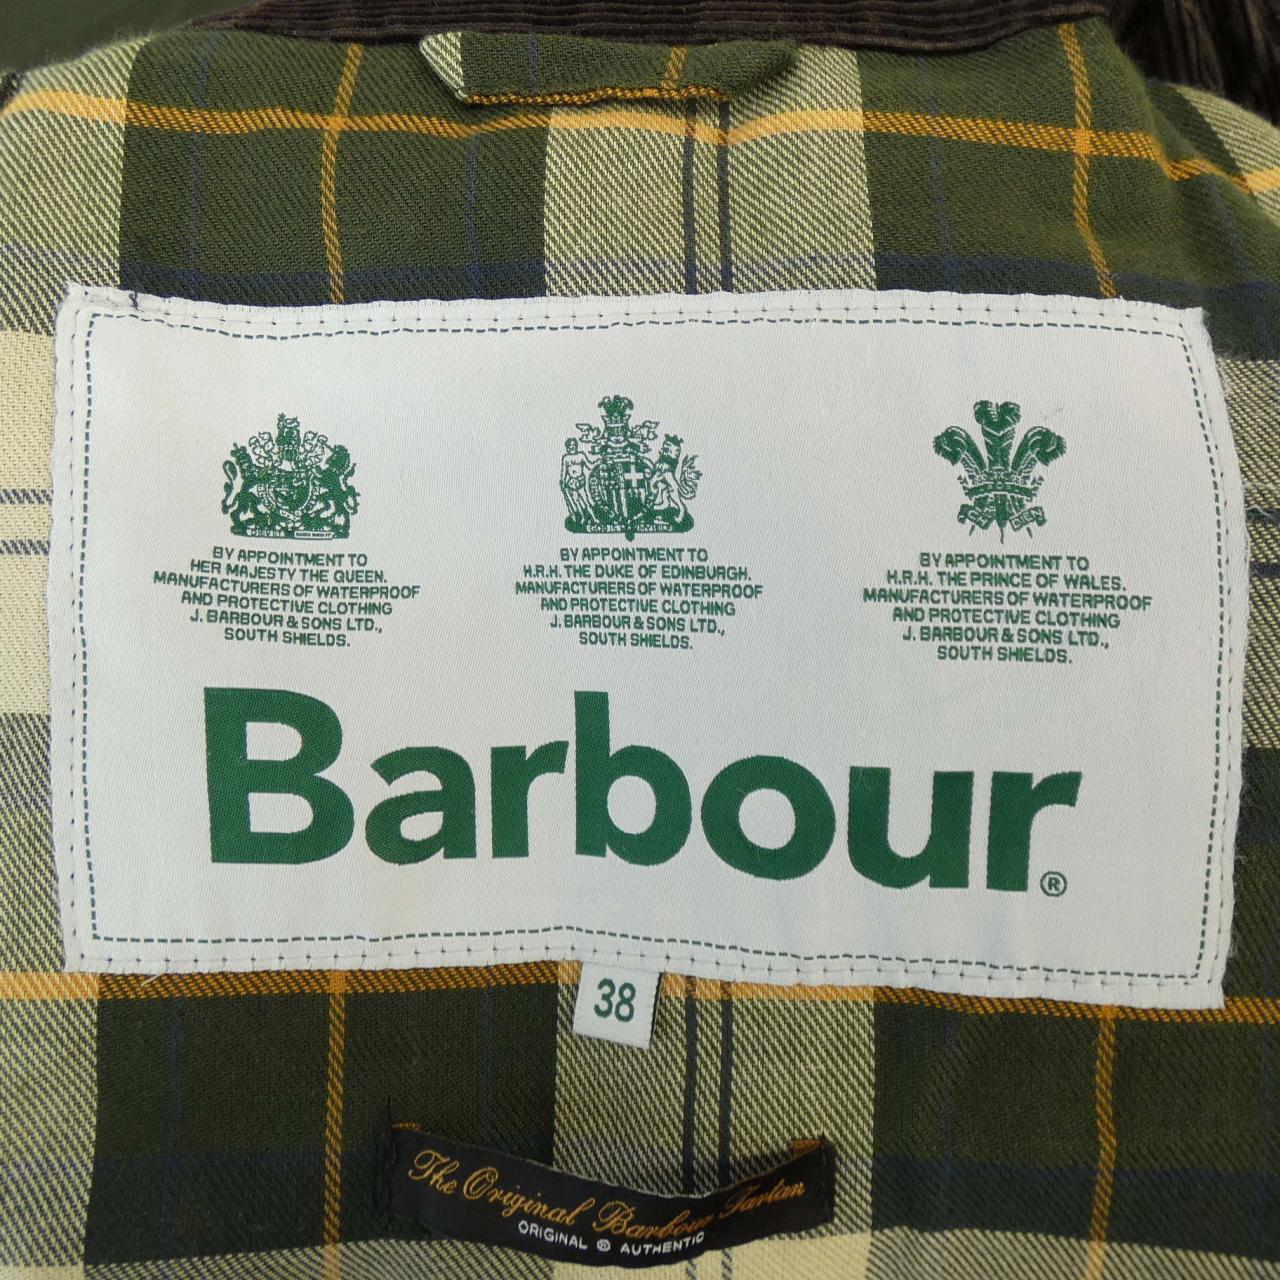 BY APPOINTMENT TO
HER MAJESTY THE QUEEN.
MANUFACTURERS OF WATERPROOF
AND PROTECTIVE CLOTHING
J. BARBOUR & SONS LTD.,
SOUTH SHIELDS.
BY APPOINTMENT TO
H.R.H. THE DUKE OF EDINBURGH.
MANUFACTURERS OF WATERPROOF
AND PROTECTIVE CLOTHING
J. BARBOUR & SONS LTD.,
SOUTH SHIELDS.
BY APPOINTMENT TO
H.R.H. THE PRINCE OF WALES.
MANUFACTURERS OF WATERPROOF
AND PROTECTIVE CLOTHING
J. BARBOUR & SONS LTD.,
SOUTH SHIELDS.
Barbour®
38
The Original Barbour Tartan
ORIGINAL ® AUTHENTIC